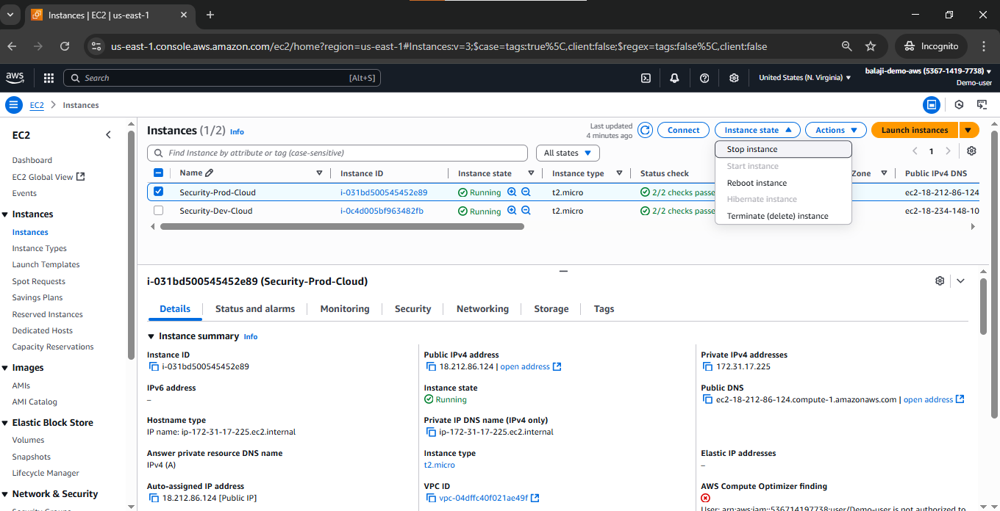 Instances | EC2 | us-east-1
us-east-1.console.aws.amazon.com/ec2/home?region=us-east-1#Instances:v=3;$case=tags:true%5C,client:false;$regex=tags:false%5C,client:false
Incognito
aws
Search
[Alt+S]
United States (N. Virginia)
balaji-demo-aws (5367-1419-7738)
Demo-user
EC2
Instances
EC2
Dashboard
EC2 Global View
Events
Instances
Instances
Instance Types
Launch Templates
Spot Requests
Savings Plans
Reserved Instances
Dedicated Hosts
Capacity Reservations
Images
AMIs
AMI Catalog
Elastic Block Store
Volumes
Snapshots
Lifecycle Manager
Network & Security
Instances (1/2) Info
Last updated
4 minutes ago
Connect
Instance state
Actions
Launch instances
Find Instance by attribute or tag (case-sensitive)
All states
1
Stop instance
Start instance
Reboot instance
Hibernate instance
Terminate (delete) instance
Name Instance ID Instance state Instance type Status check Zone Public IPv4 DNS
Security-Prod-Cloud i-031bd500545452e89 Running t2.micro 2/2 checks passe ec2-18-212-86-124
Security-Dev-Cloud i-0c4d005bf963482fb Running t2.micro 2/2 checks passe ec2-18-234-148-10
i-031bd500545452e89 (Security-Prod-Cloud)
Details Status and alarms Monitoring Security Networking Storage Tags
Instance summary Info
Instance ID
i-031bd500545452e89
Public IPv4 address
18.212.86.124 | open address
Private IPv4 addresses
172.31.17.225
IPv6 address
–
Instance state
Running
Public DNS
ec2-18-212-86-124.compute-1.amazonaws.com | open address
Hostname type
IP name: ip-172-31-17-225.ec2.internal
Private IP DNS name (IPv4 only)
ip-172-31-17-225.ec2.internal
Answer private resource DNS name
IPv4 (A)
Instance type
t2.micro
Elastic IP addresses
–
Auto-assigned IP address
18.212.86.124 [Public IP]
VPC ID
vpc-04dffc40f021ae49f
AWS Compute Optimizer finding
User: arn:aws:iam::536714197738:user/Demo-user is not authorized to